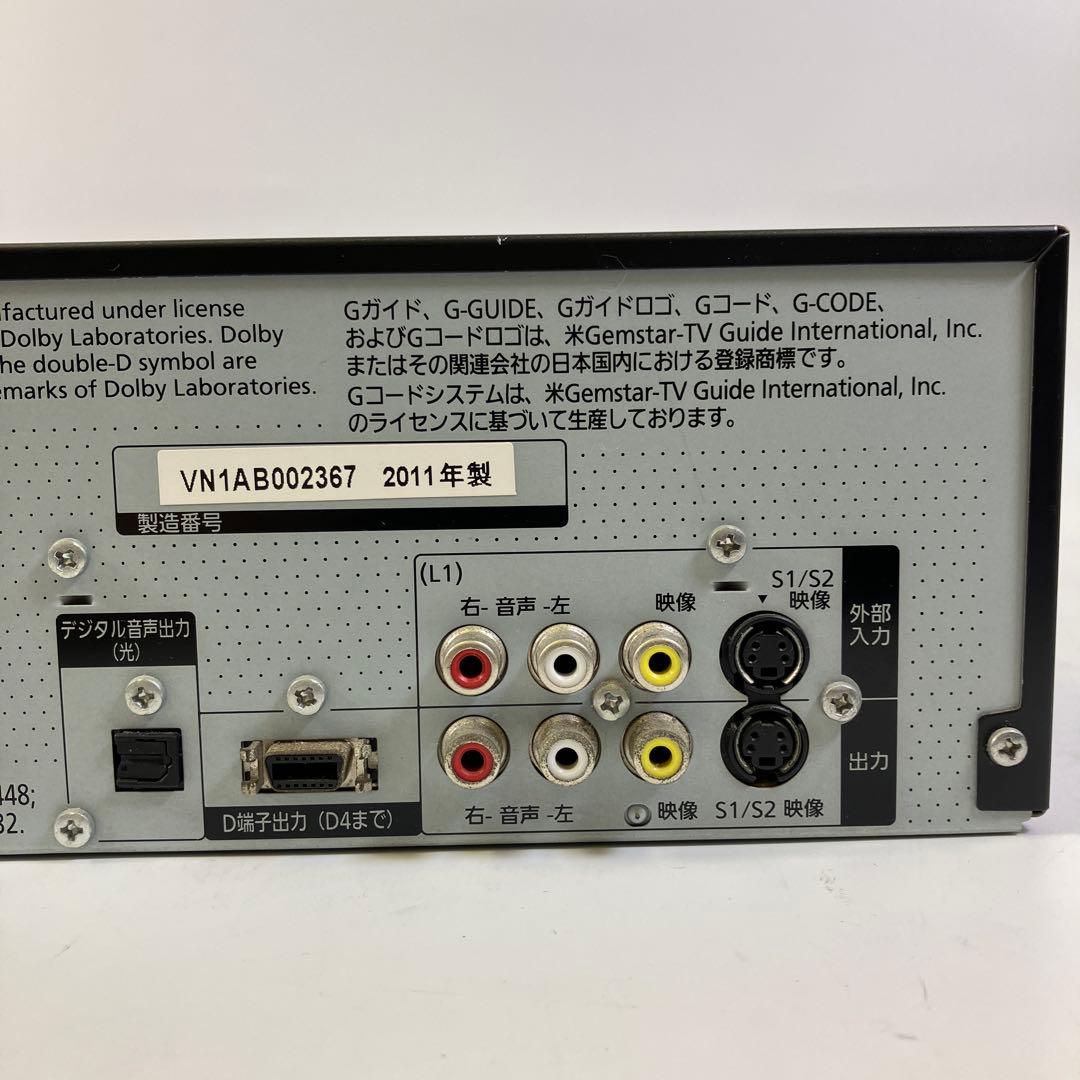 ufactured under license
Dolby Laboratories. Dolby
he double-D symbol are
emarks of Dolby Laboratories.
Gガイド、G-GUIDE、Gガイドロゴ、Gコード、G-CODE、
およびGコードロゴは、米Gemstar-TV Guide International, Inc.
またはその関連会社の日本国内における登録商標です。
Gコードシステムは、米Gemstar-TV Guide International, Inc.
のライセンスに基づいて生産しております。
VN1AB002367 2011年製
製造番号
デジタル音声出力
(光)
(L1)
右- 音声 -左
映像
S1/S2
映像
外部
入力
448;
82.
D端子出力(D4まで)
右- 音声 -左
映像
S1/S2 映像
出力